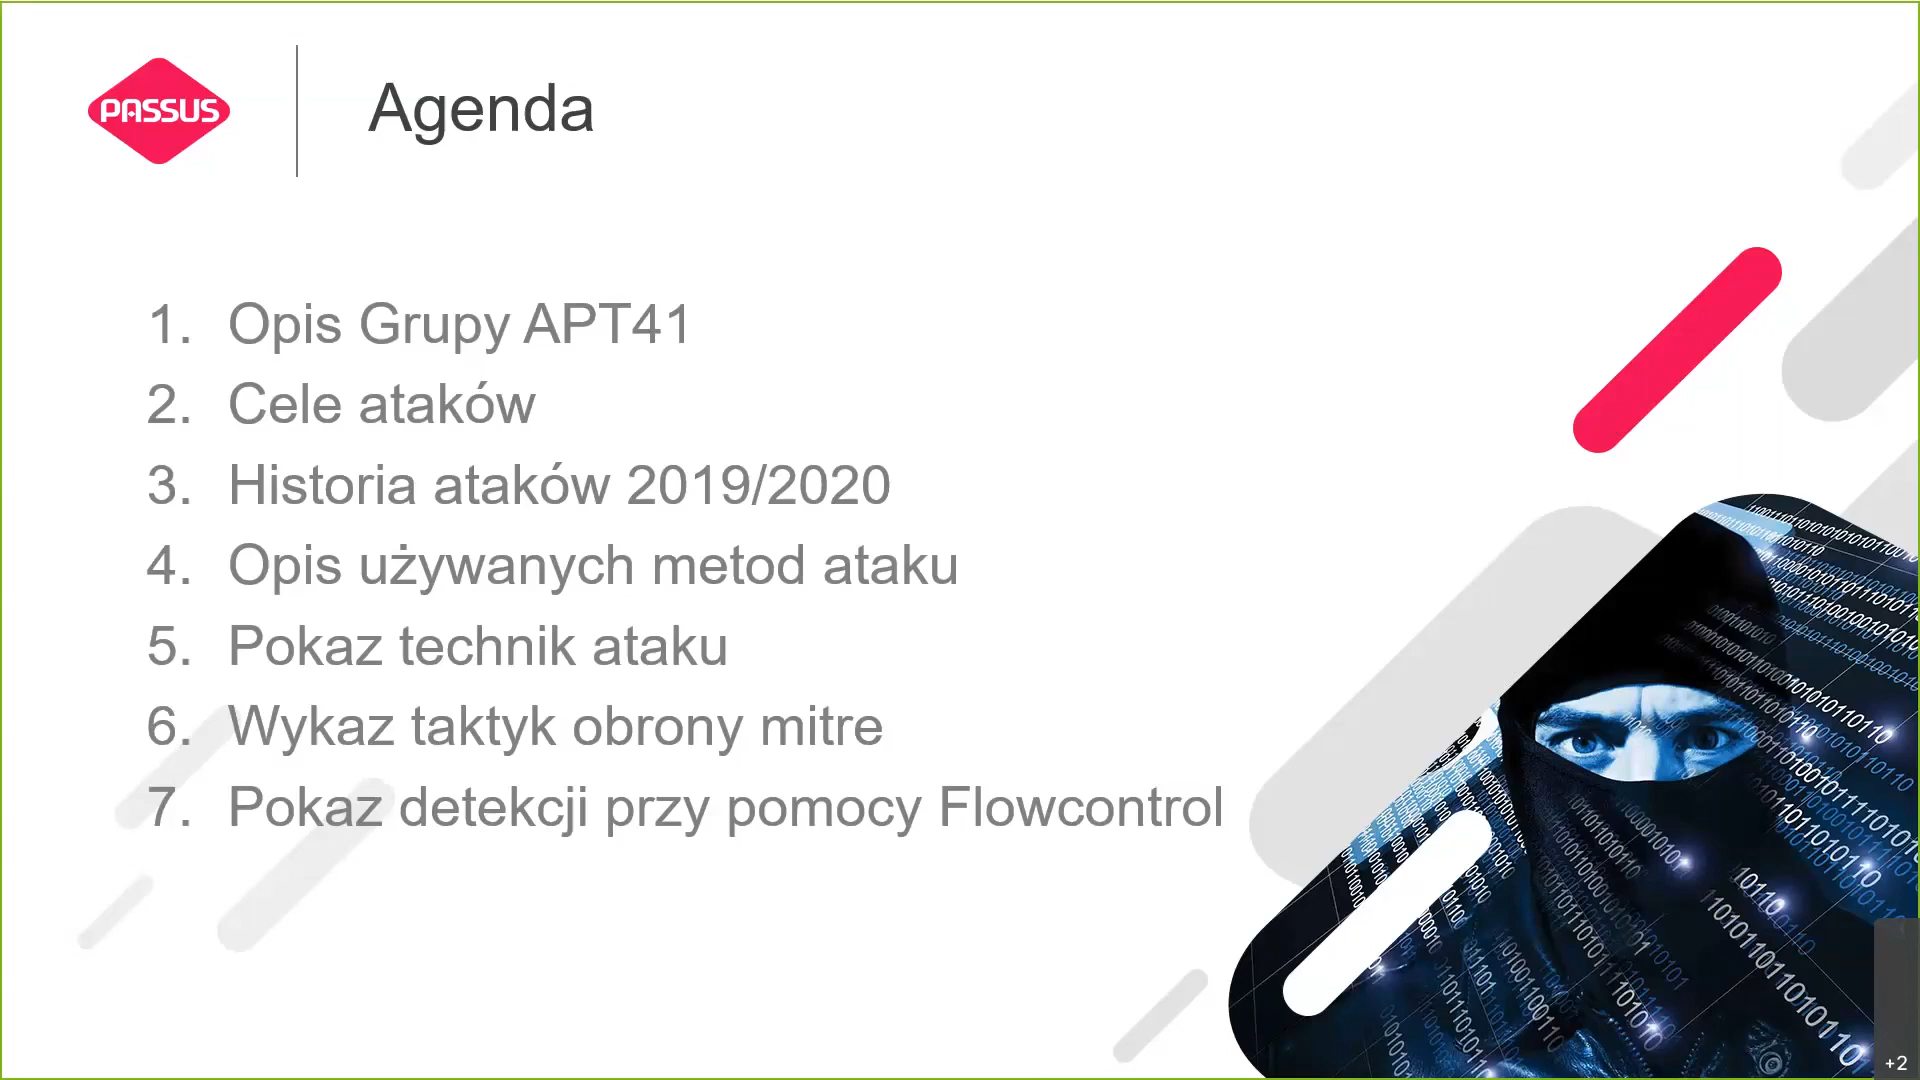 PASSUS
Agenda
1. Opis Grupy APT41
2. Cele ataków
3. Historia ataków 2019/2020
4. Opis używanych metod ataku
5. Pokaz technik ataku
6. Wykaz taktyk obrony mitre
7. Pokaz detekcji przy pomocy Flowcontrol
+2